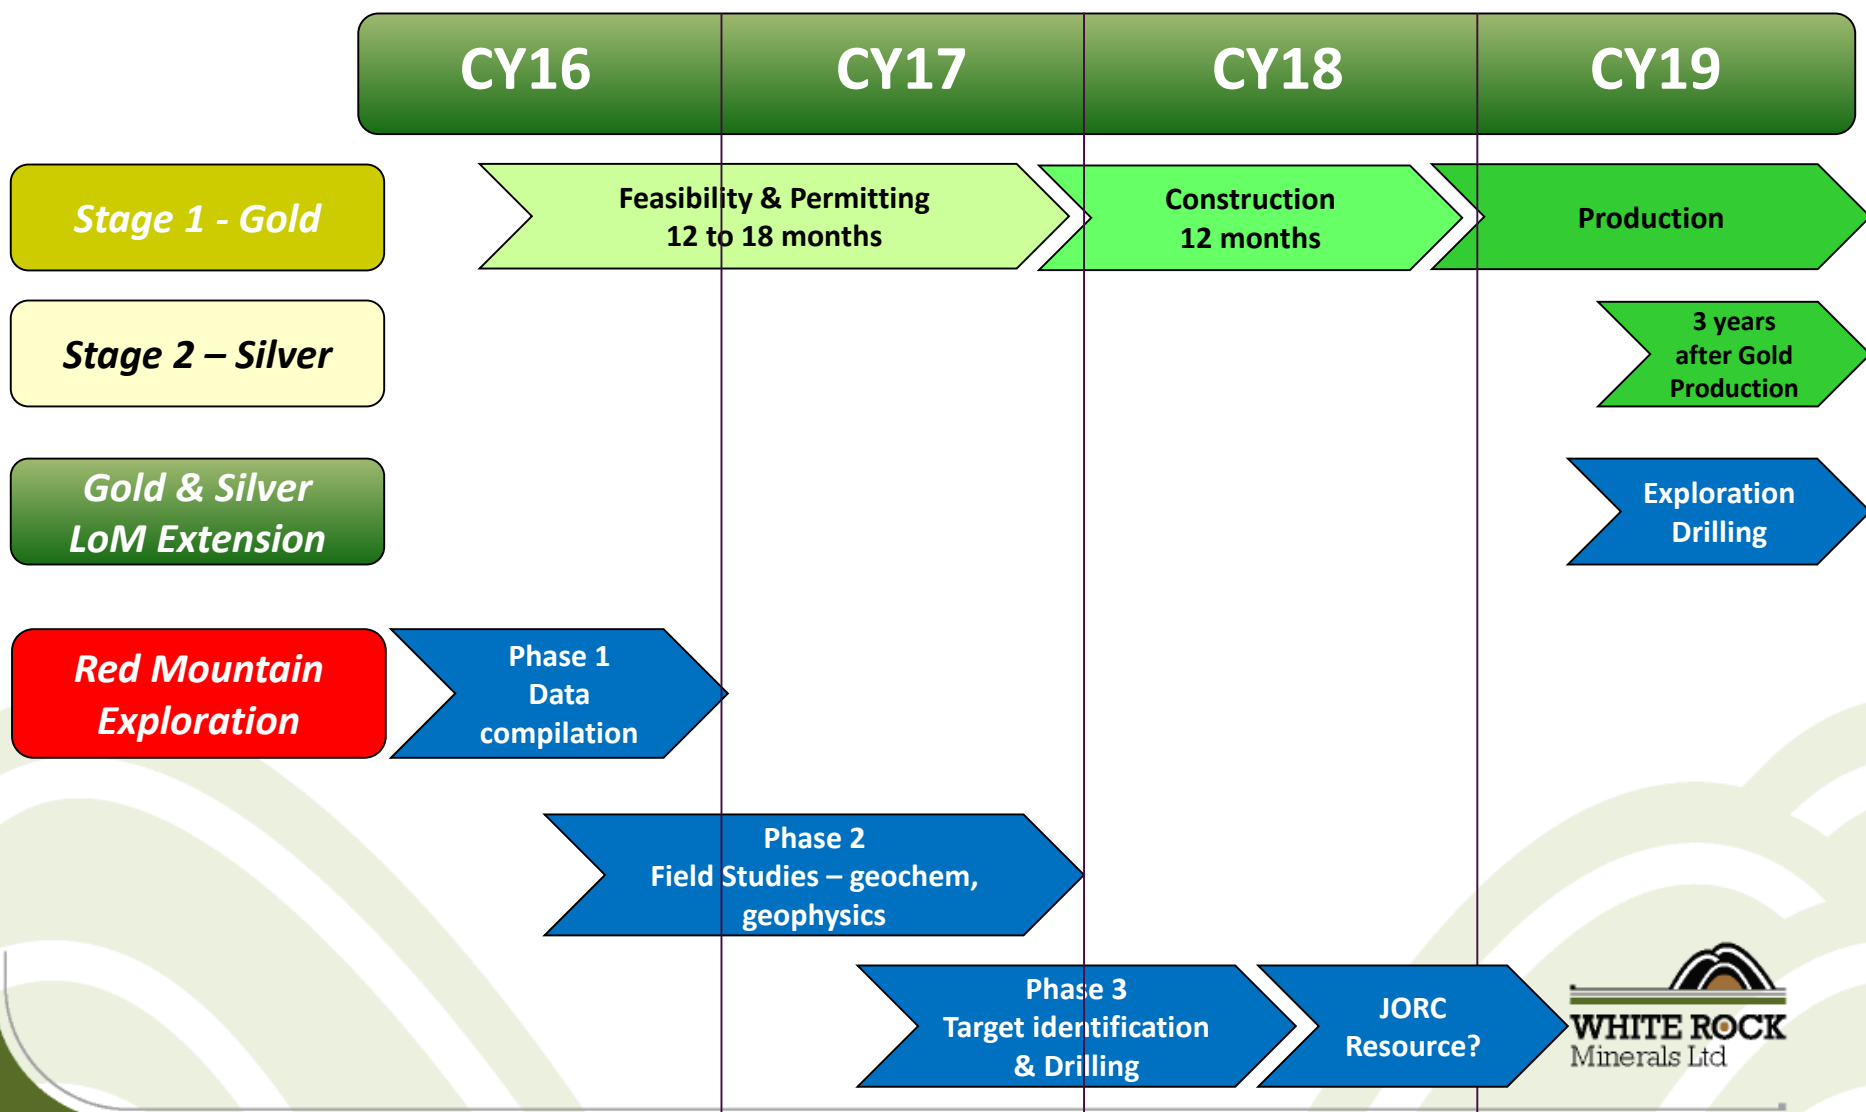 CY16 CY17 CY18 CY19
Stage 1 - Gold
Feasibility & Permitting
12 to 18 months
Construction
12 months
Production
Stage 2 – Silver
3 years
after Gold
Production
Gold & Silver
LoM Extension
Exploration
Drilling
Red Mountain
Exploration
Phase 1
Data
compilation
Phase 2
Field Studies – geochem,
geophysics
Phase 3
Target identification
& Drilling
JORC
Resource?
WHITE ROCK
Minerals Ltd